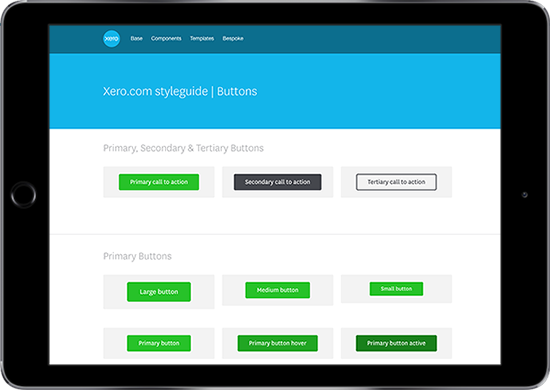 xero Base Components Templates Bespoke
Xero.com styleguide | Buttons
Primary, Secondary & Tertiary Buttons
Primary call to action Secondary call to action Tertiary call to action
Primary Buttons
Large button Medium button Small button
Primary button Primary button hover Primary button active